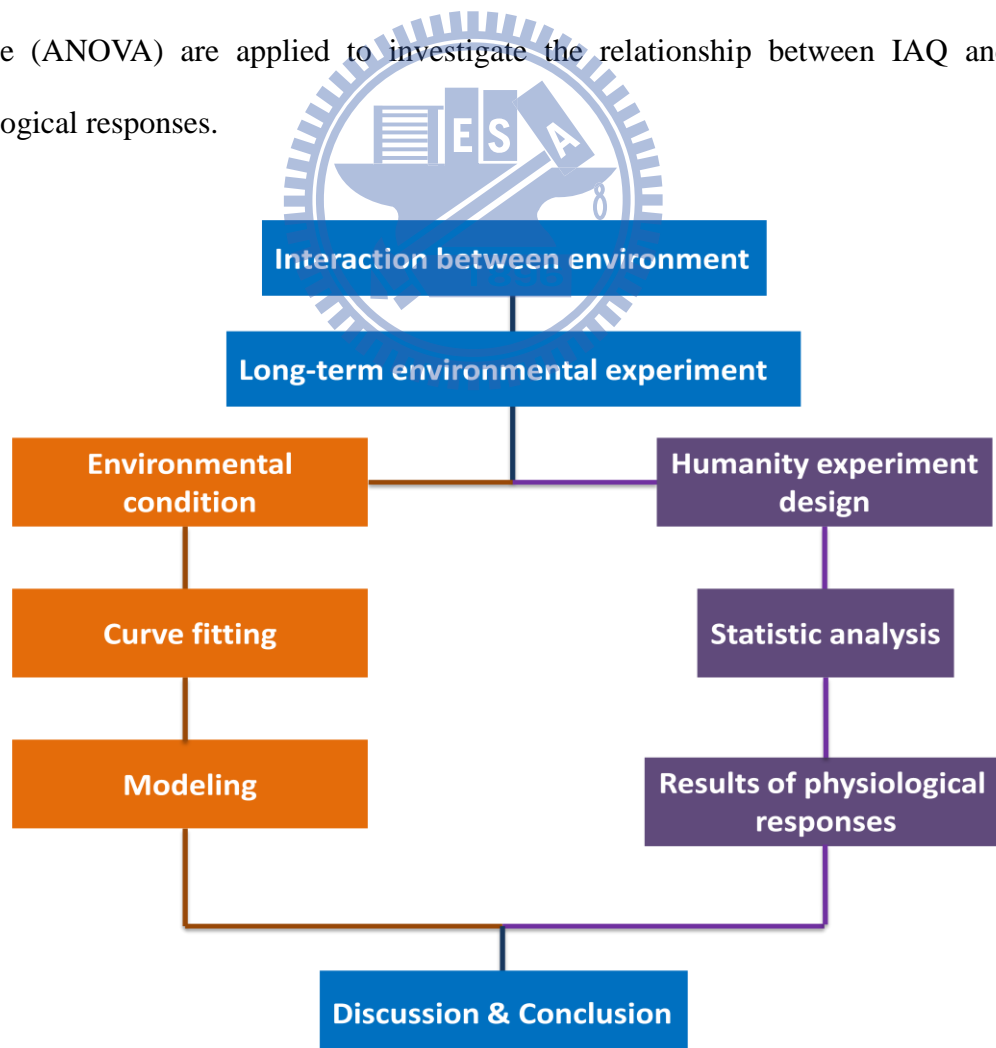 e (ANOVA) are applied to investigate the relationship between IAQ and
ogical responses.
E S A
Interaction between environment
Long-term environmental experiment
Environmental
condition
Humanity experiment
design
Curve fitting
Statistic analysis
Modeling
Results of physiological
responses
Discussion & Conclusion